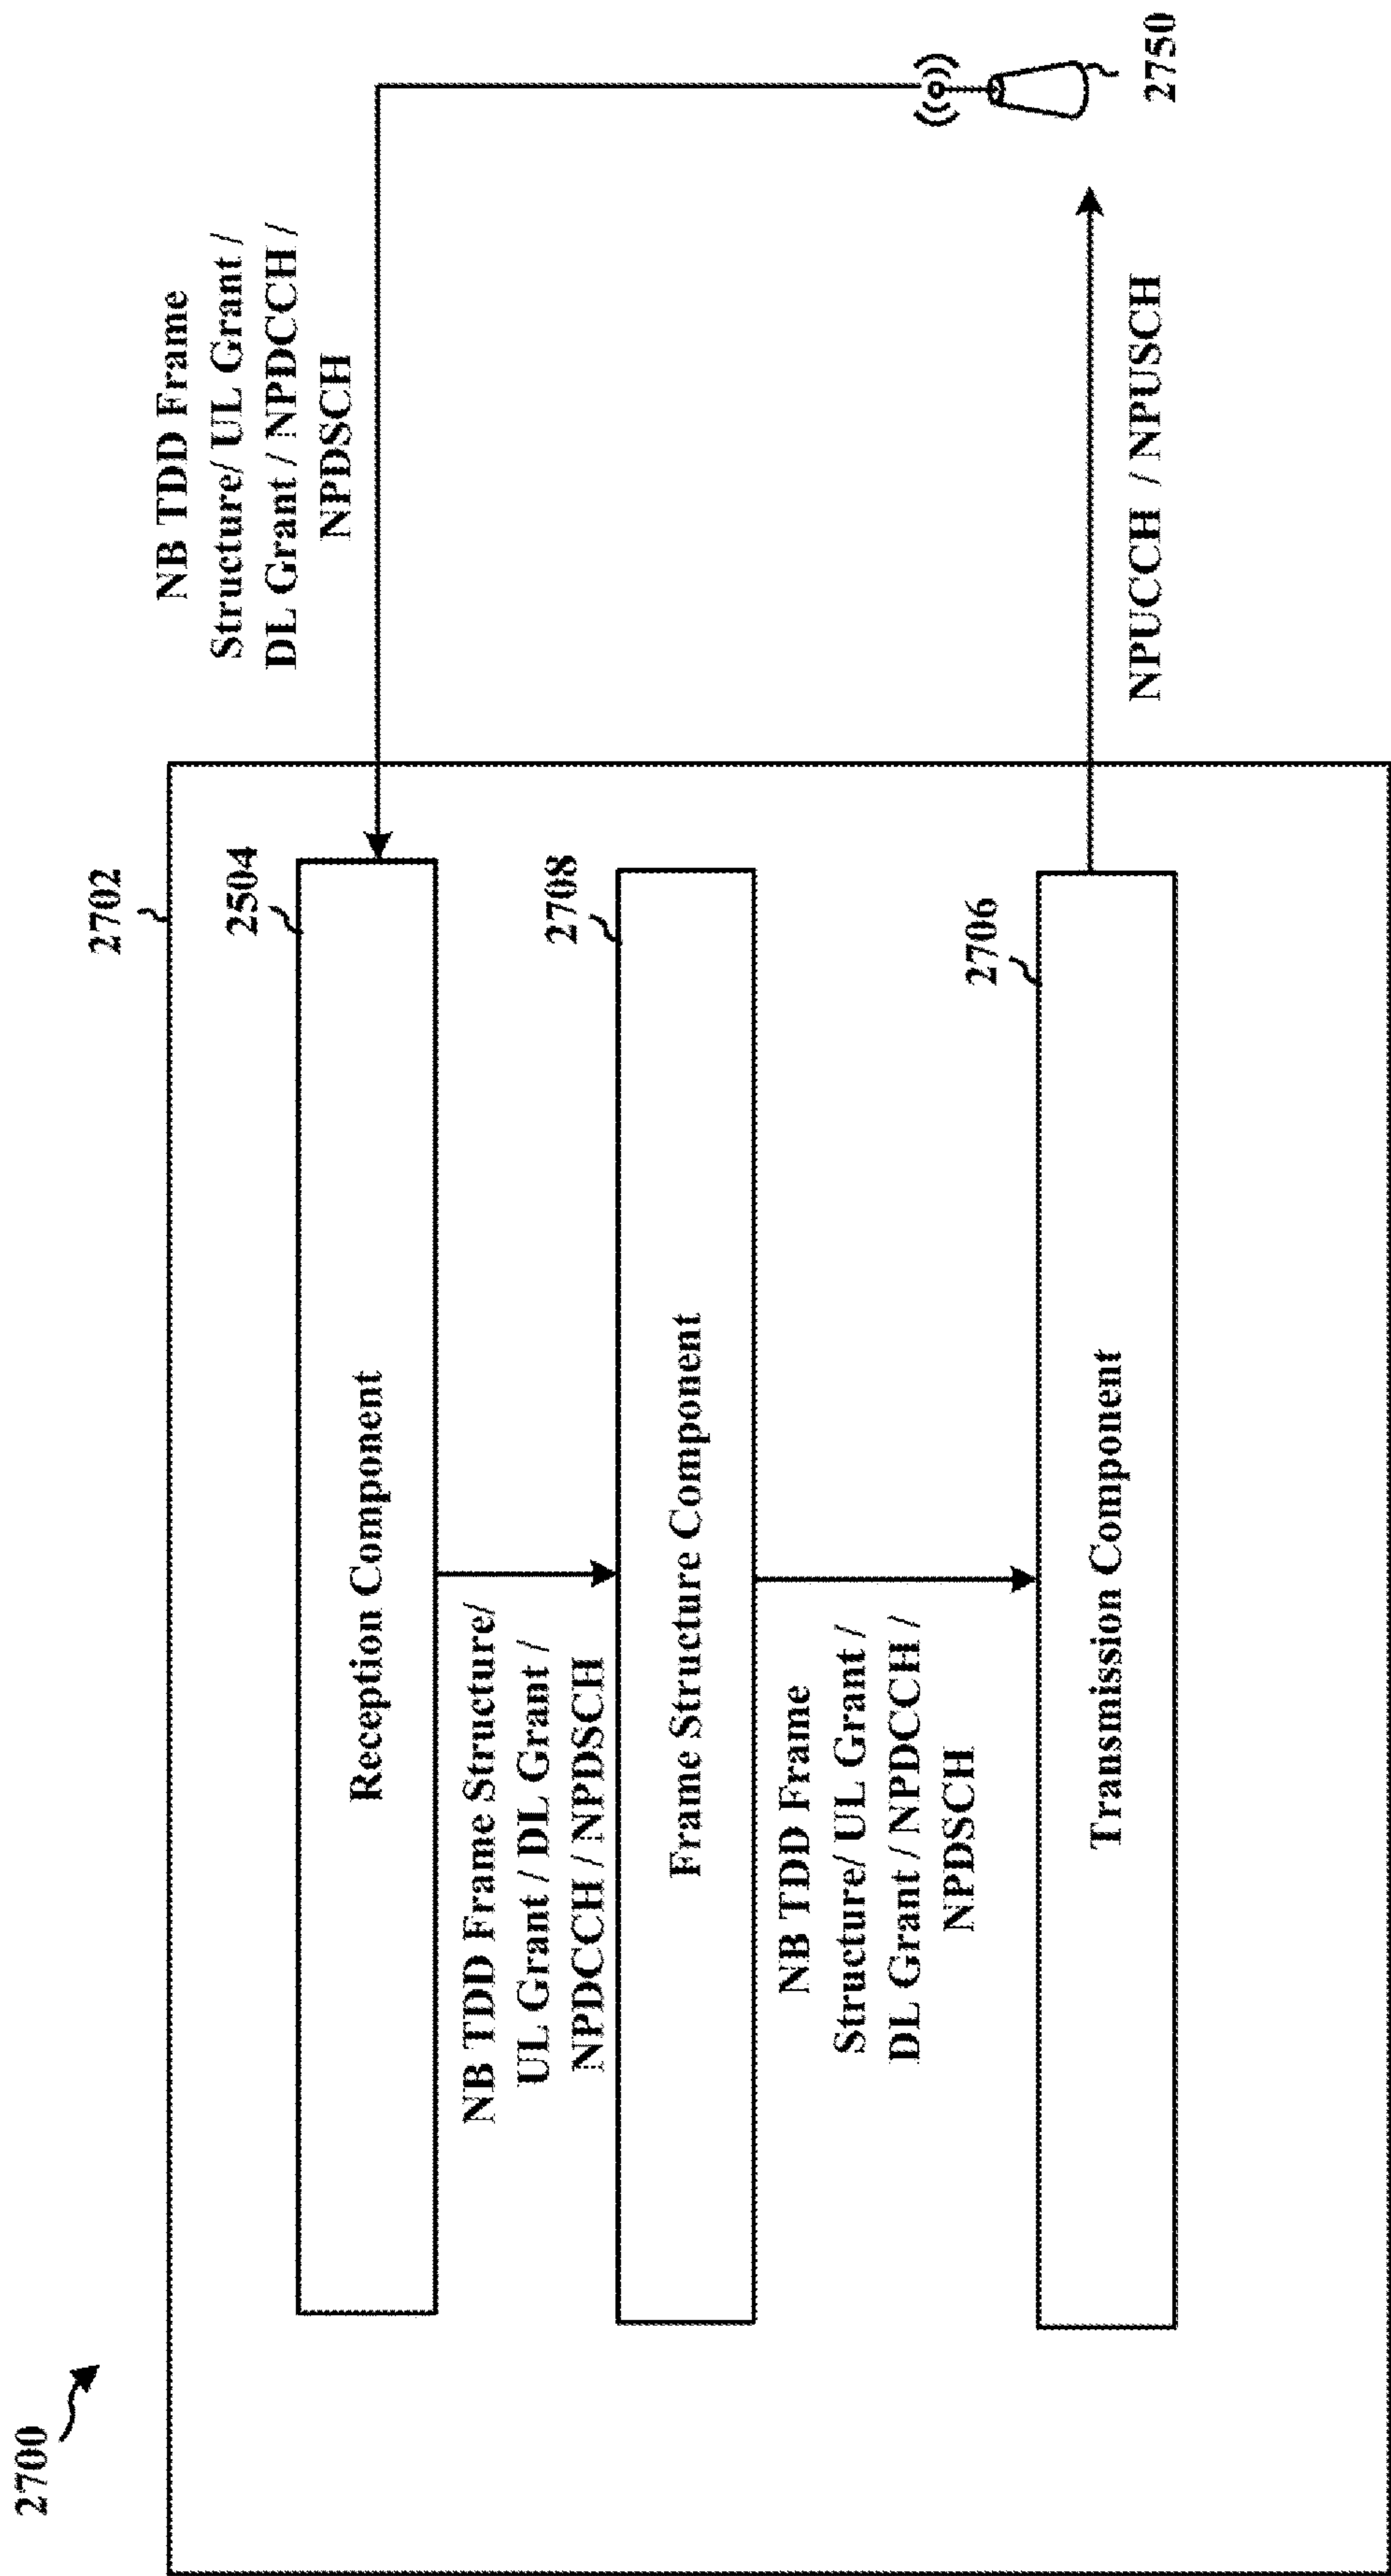 2700
2702
2504
Reception Component
NB TDD Frame
Structure/ UL Grant /
DL Grant / NPDCCH /
NPDSCH
NB TDD Frame Structure/
UL Grant / DL Grant /
NPDCCH / NPDSCH
2708
Frame Structure Component
NB TDD Frame
Structure/ UL Grant /
DL Grant / NPDCCH /
NPDSCH
2706
Transmission Component
NPUCCH / NPUSCH
2750